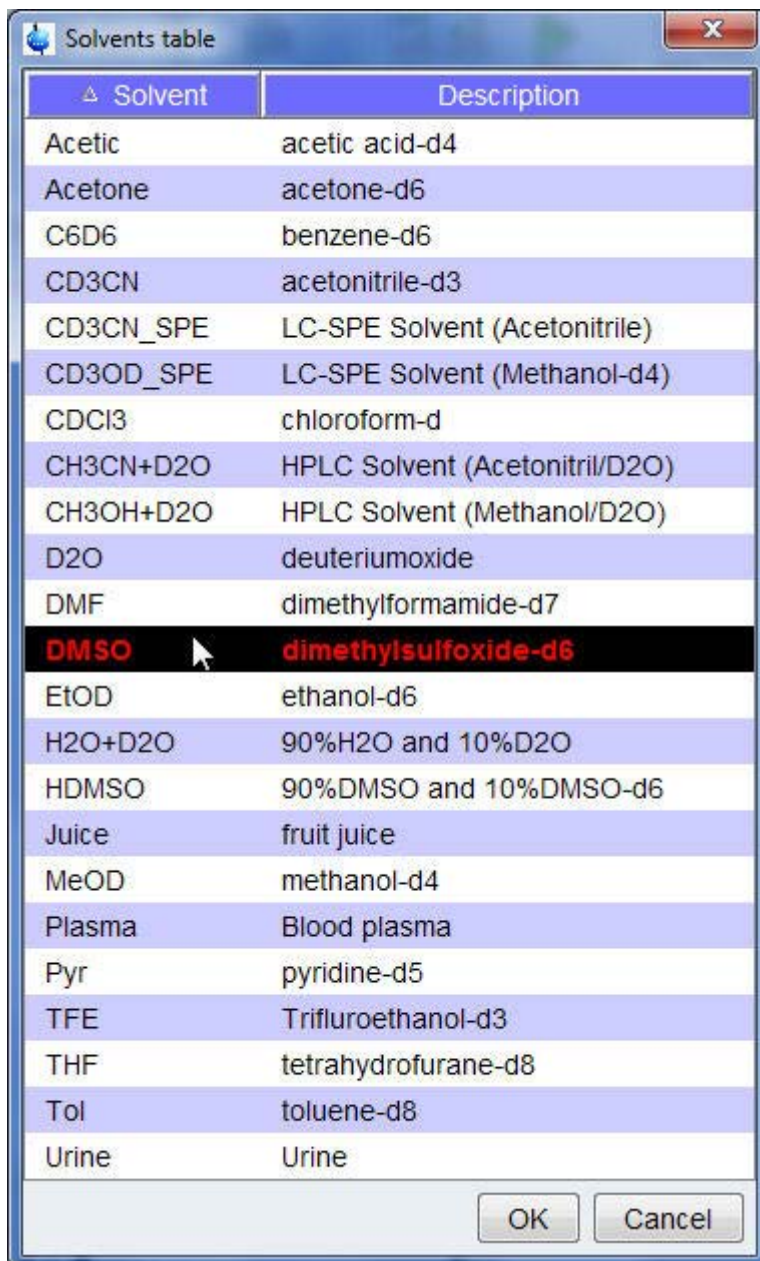 Solvents table
Solvent Description
Acetic acetic acid-d4
Acetone acetone-d6
C6D6 benzene-d6
CD3CN acetonitrile-d3
CD3CN_SPE LC-SPE Solvent (Acetonitrile)
CD3OD_SPE LC-SPE Solvent (Methanol-d4)
CDCl3 chloroform-d
CH3CN+D2O HPLC Solvent (Acetonitril/D2O)
CH3OH+D2O HPLC Solvent (Methanol/D2O)
D2O deuteriumoxide
DMF dimethylformamide-d7
DMSO dimethylsulfoxide-d6
EtOD ethanol-d6
H2O+D2O 90%H2O and 10%D2O
HDMSO 90%DMSO and 10%DMSO-d6
Juice fruit juice
MeOD methanol-d4
Plasma Blood plasma
Pyr pyridine-d5
TFE Trifluroethanol-d3
THF tetrahydrofurane-d8
Tol toluene-d8
Urine Urine
OK Cancel